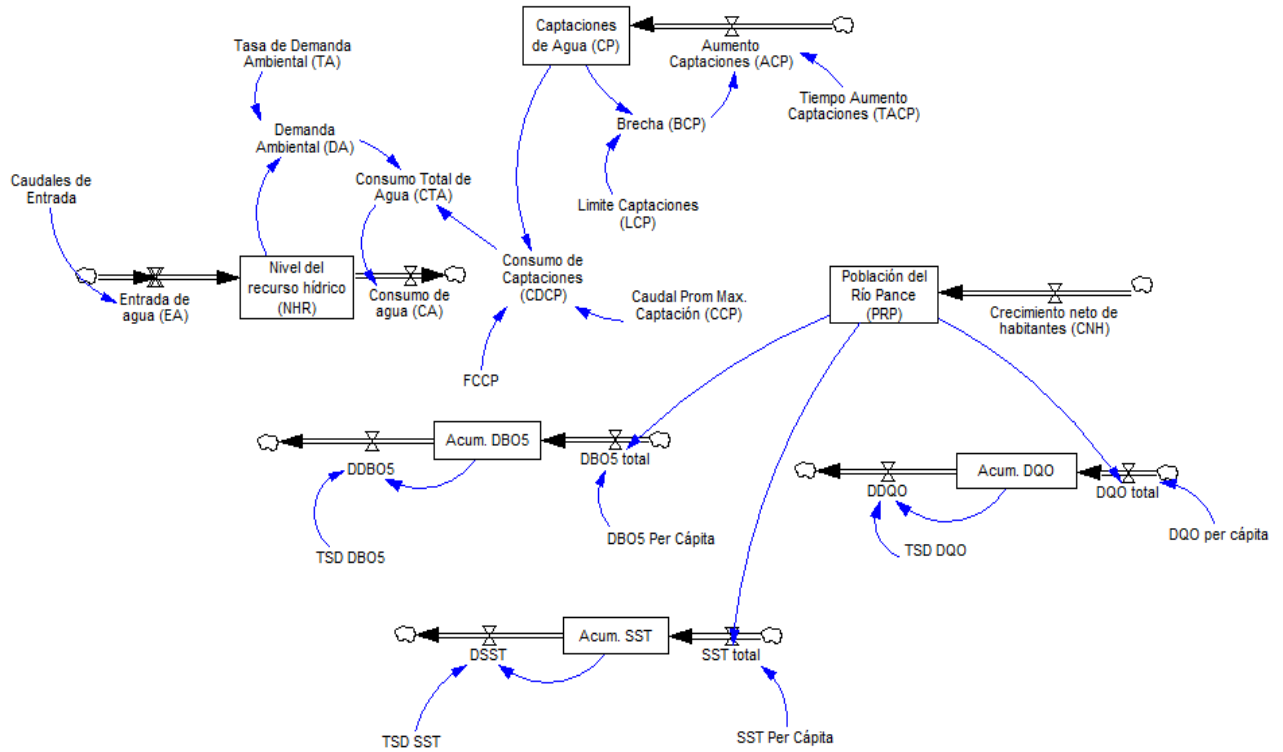 Captaciones
de Agua (CP)
Aumento
Captaciones (ACP)
Tasa de Demanda
Ambiental (TA)
Tiempo Aumento
Captaciones (TACP)
Brecha (BCP)
Demanda
Ambiental (DA)
Caudales de
Entrada
Consumo Total de
Agua (CTA)
Limite Captaciones
(LCP)
Nivel del
recurso hídrico
(NHR)
Entrada de
agua (EA)
Consumo de
agua (CA)
Consumo de
Captaciones
(CDCP)
Caudal Prom Max.
Captación (CCP)
Población del
Río Pance
(PRP)
Crecimiento neto de
habitantes (CNH)
FCCP
Acum. DBO5
DDBO5
DBO5 total
TSD DBO5
DBO5 Per Cápita
Acum. DQO
DDQO
DQO total
TSD DQO
DQO per cápita
Acum. SST
DSST
SST total
TSD SST
SST Per Cápita